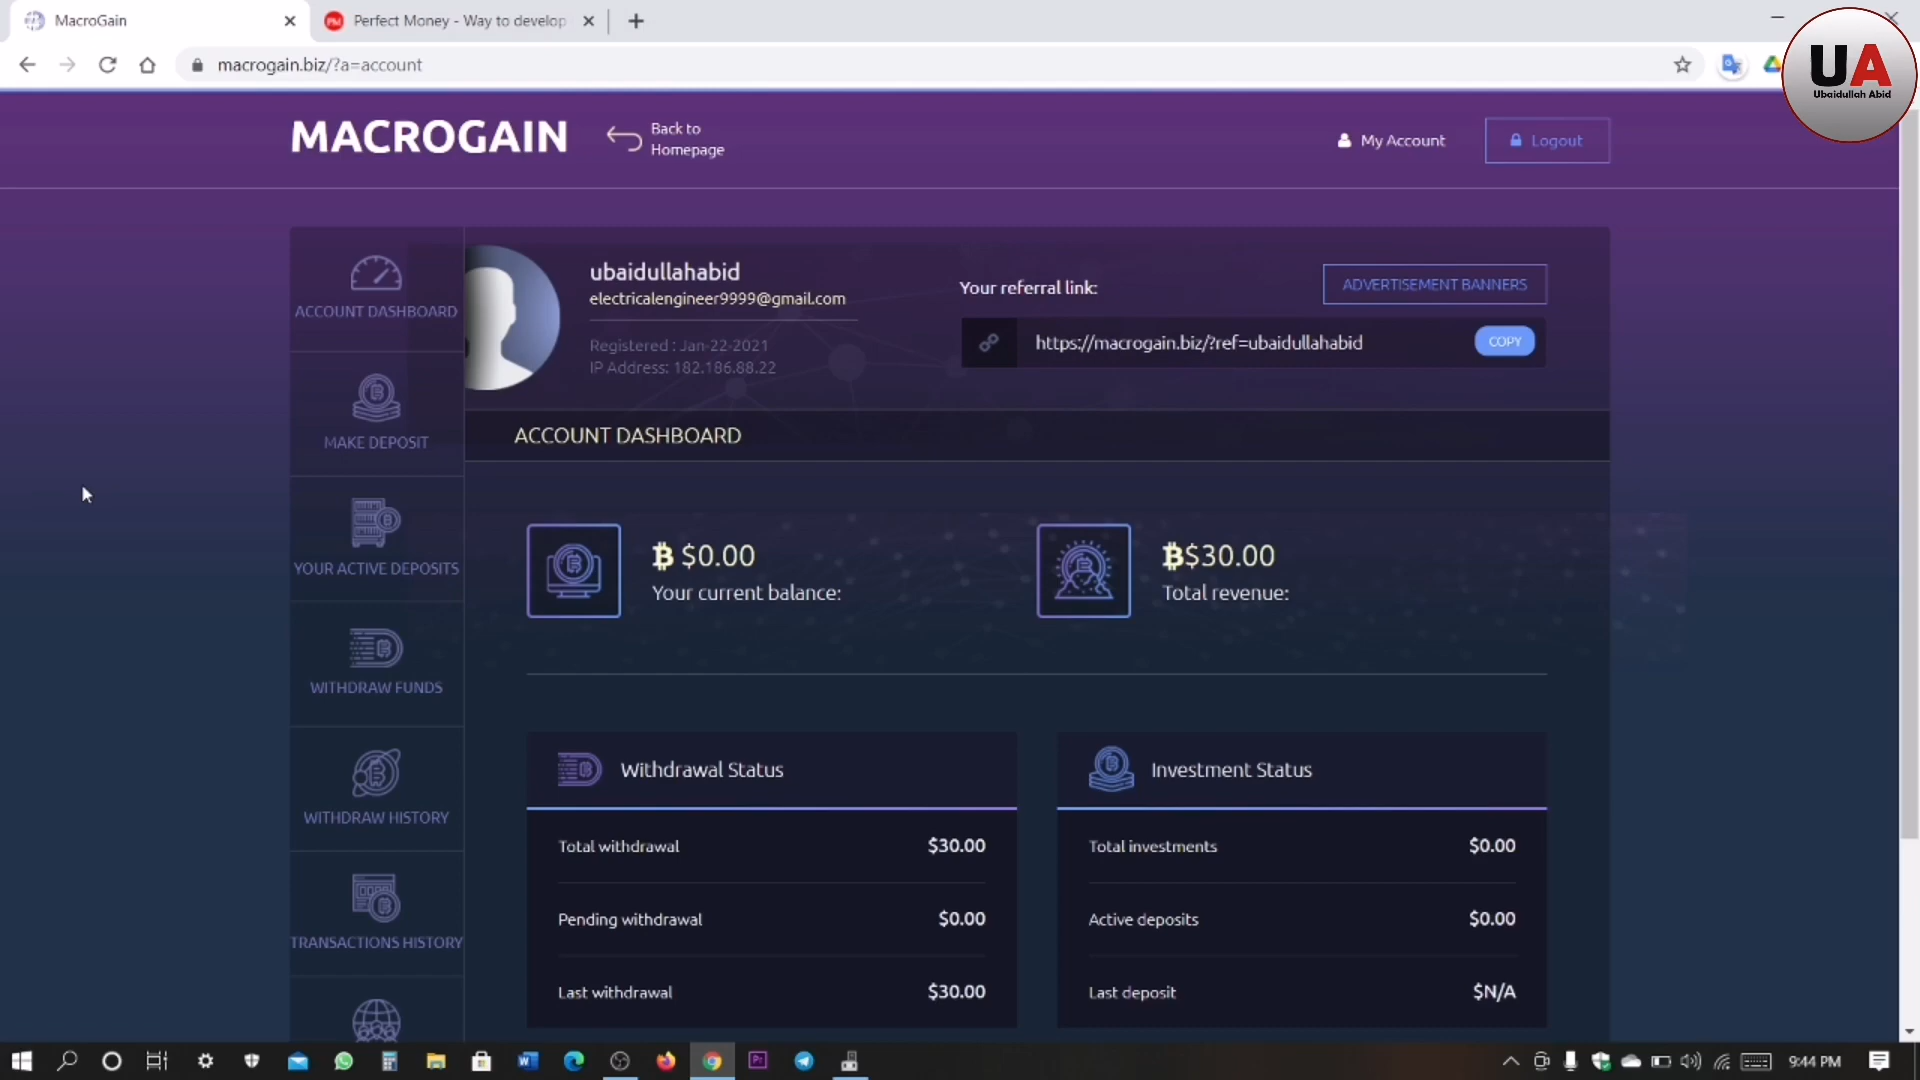 MacroGain
Perfect Money - Way to develop
macrogain.biz/?a=account
UA
Ubaidullah Abid
MACROGAIN
Back to
Homepage
My Account
Logout
ACCOUNT DASHBOARD
MAKE DEPOSIT
YOUR ACTIVE DEPOSITS
WITHDRAW FUNDS
WITHDRAW HISTORY
TRANSACTIONS HISTORY
ubaidullahabid
electricalengineer9999@gmail.com
Registered : Jan-22-2021
IP Address: 182.186.88.22
Your referral link:
ADVERTISEMENT BANNERS
https://macrogain.biz/?ref=ubaidullahabid
COPY
ACCOUNT DASHBOARD
$0.00
Your current balance:
$30.00
Total revenue:
Withdrawal Status
Total withdrawal $30.00
Pending withdrawal $0.00
Last withdrawal $30.00
Investment Status
Total investments $0.00
Active deposits $0.00
Last deposit $N/A
9:44 PM